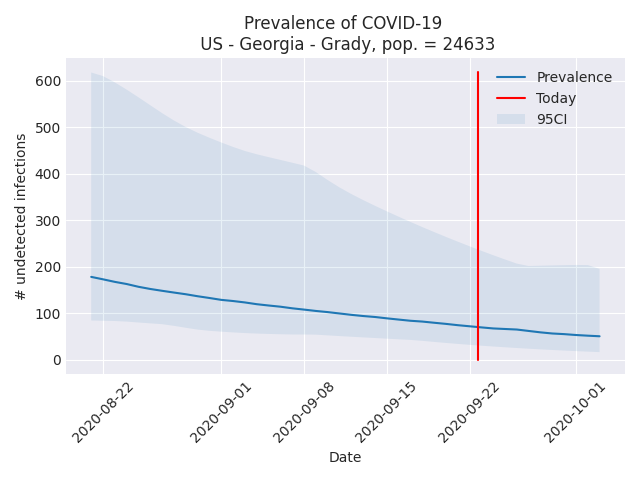 Prevalence of COVID-19
US - Georgia - Grady, pop. = 24633
Prevalence
Today
95CI
# undetected infections
600
500
400
300
200
100
0
2020-08-22
2020-09-01
2020-09-08
2020-09-15
2020-09-22
2020-10-01
Date